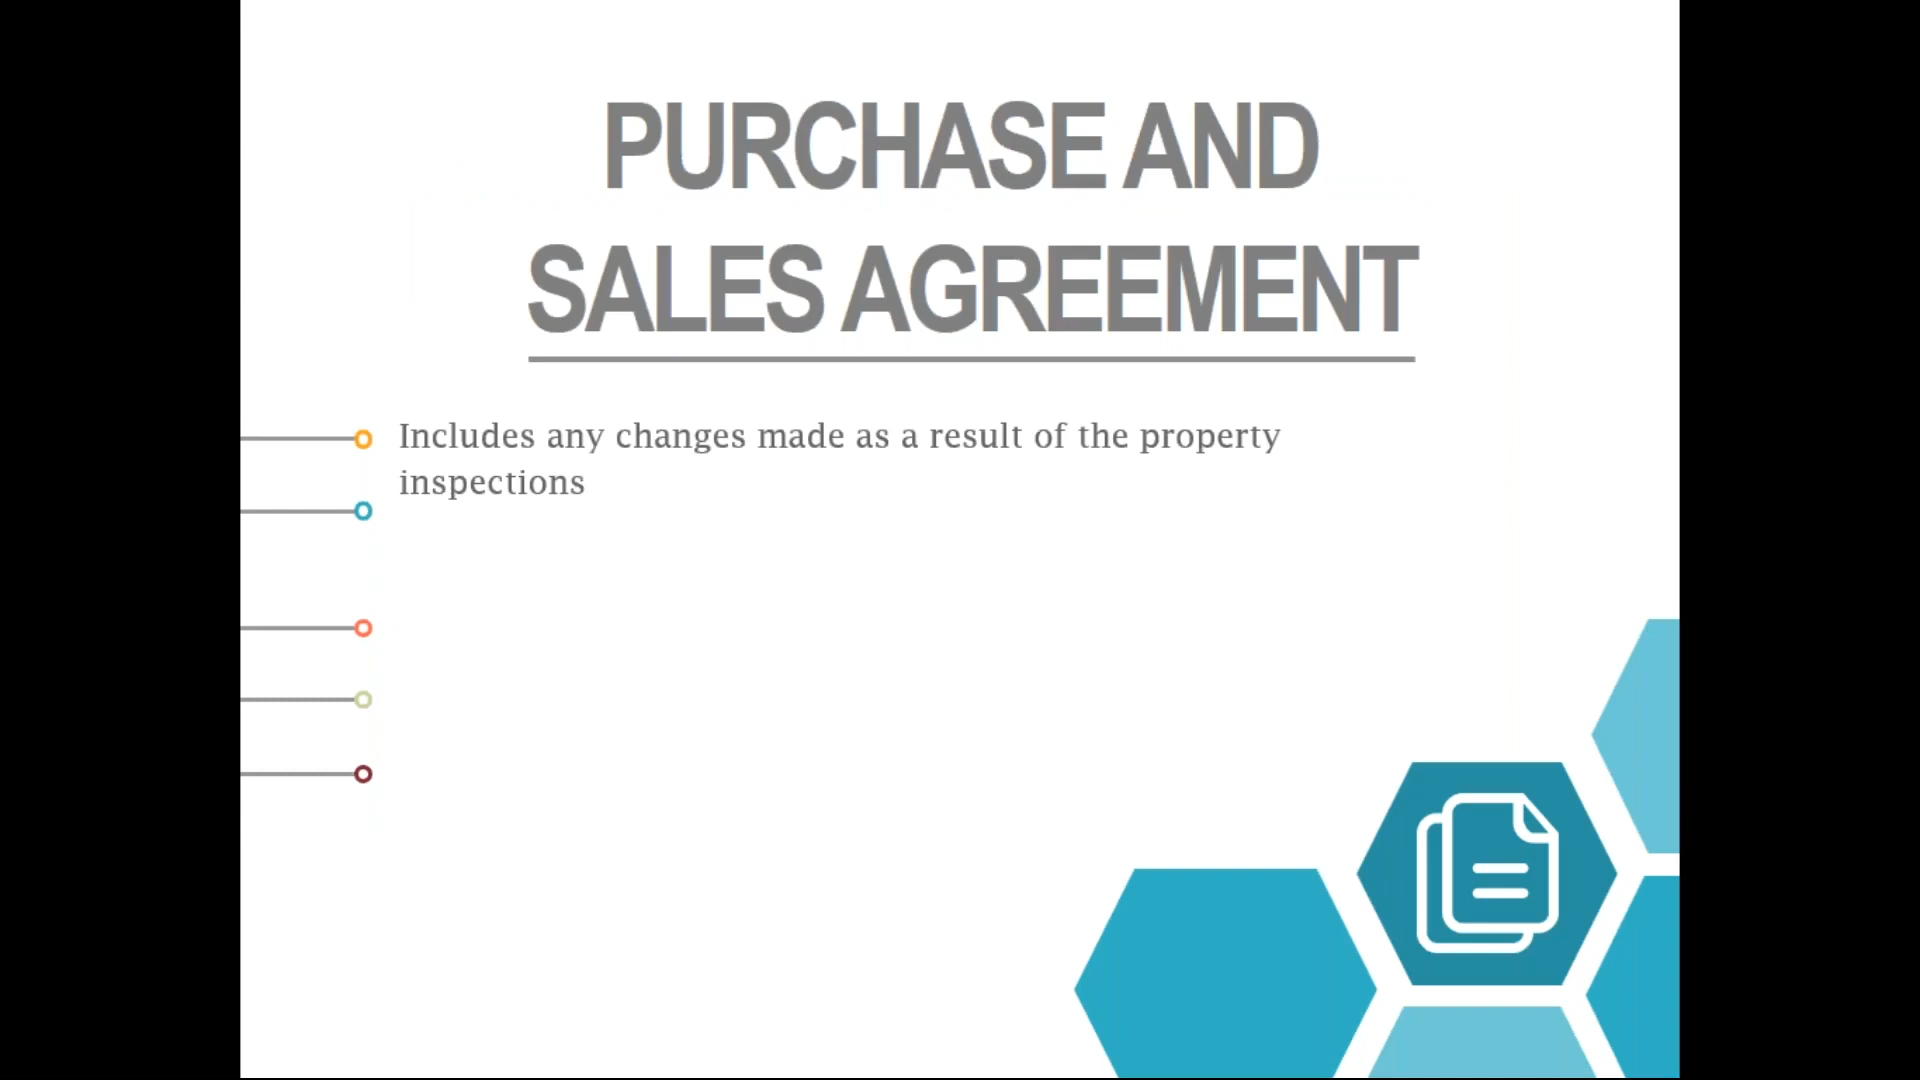 PURCHASE AND
SALES AGREEMENT
Includes any changes made as a result of the property
inspections